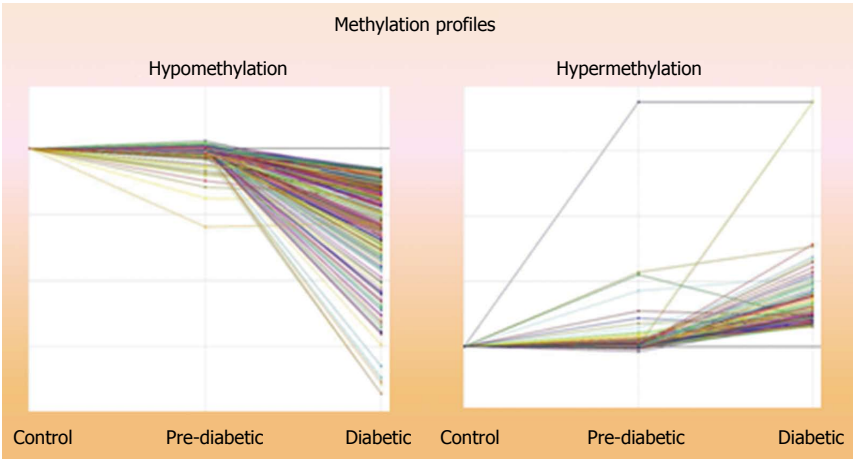 Methylation profiles
Hypomethylation
Hypermethylation
Control Pre-diabetic Diabetic
Control Pre-diabetic Diabetic